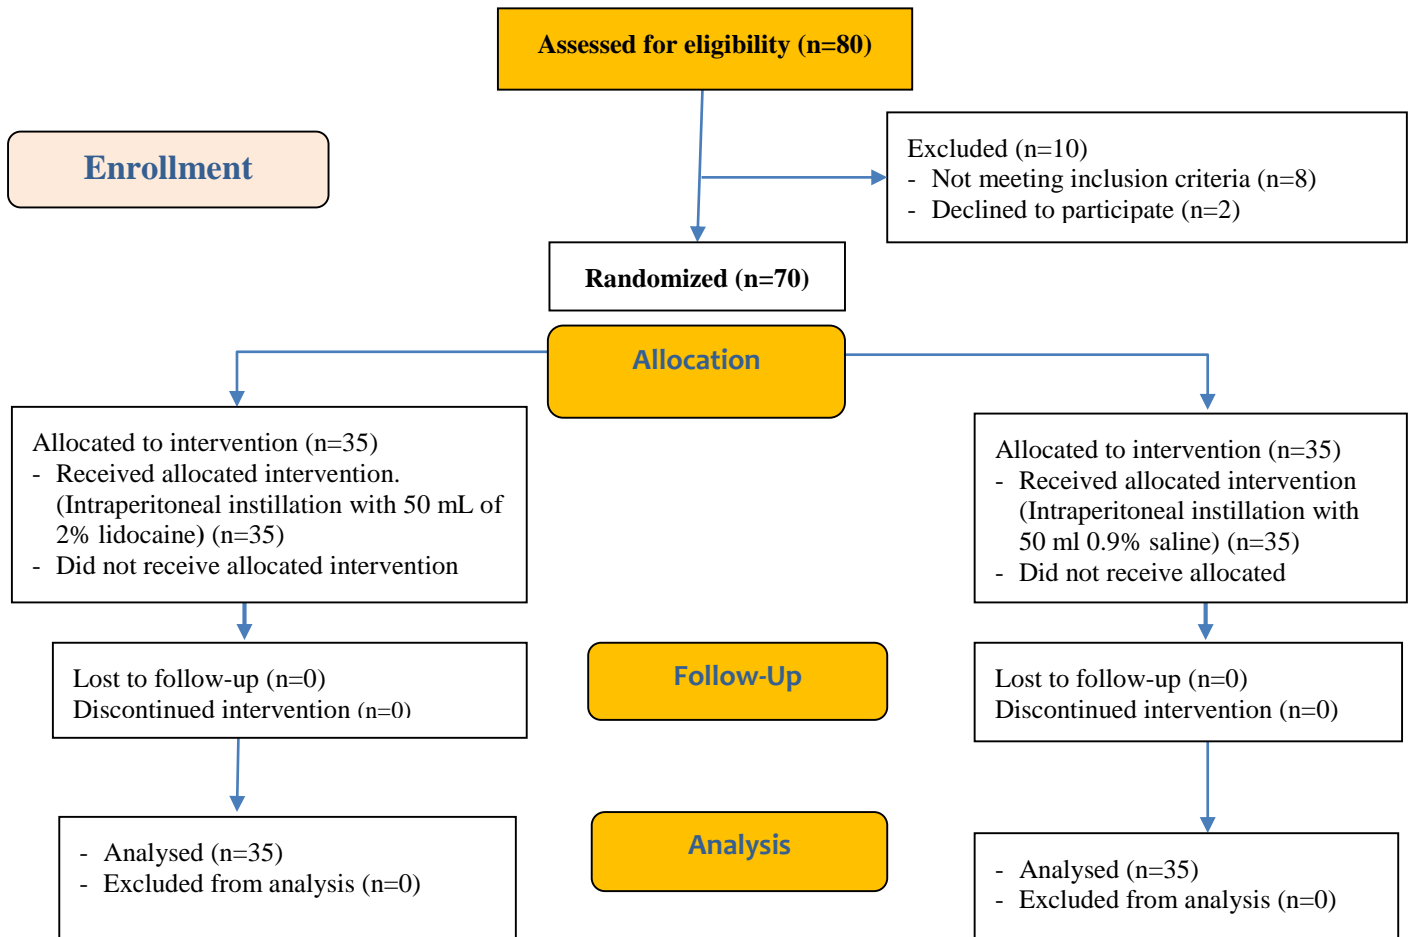 Assessed for eligibility (n=80)
Enrollment
Excluded (n=10)
- Not meeting inclusion criteria (n=8)
- Declined to participate (n=2)
Randomized (n=70)
Allocation
Allocated to intervention (n=35)
- Received allocated intervention.
(Intraperitoneal instillation with 50 mL of
2% lidocaine) (n=35)
- Did not receive allocated intervention
Allocated to intervention (n=35)
- Received allocated intervention
(Intraperitoneal instillation with
50 ml 0.9% saline) (n=35)
- Did not receive allocated
Lost to follow-up (n=0)
Discontinued intervention (n=0)
Follow-Up
Lost to follow-up (n=0)
Discontinued intervention (n=0)
- Analysed (n=35)
- Excluded from analysis (n=0)
Analysis
- Analysed (n=35)
- Excluded from analysis (n=0)